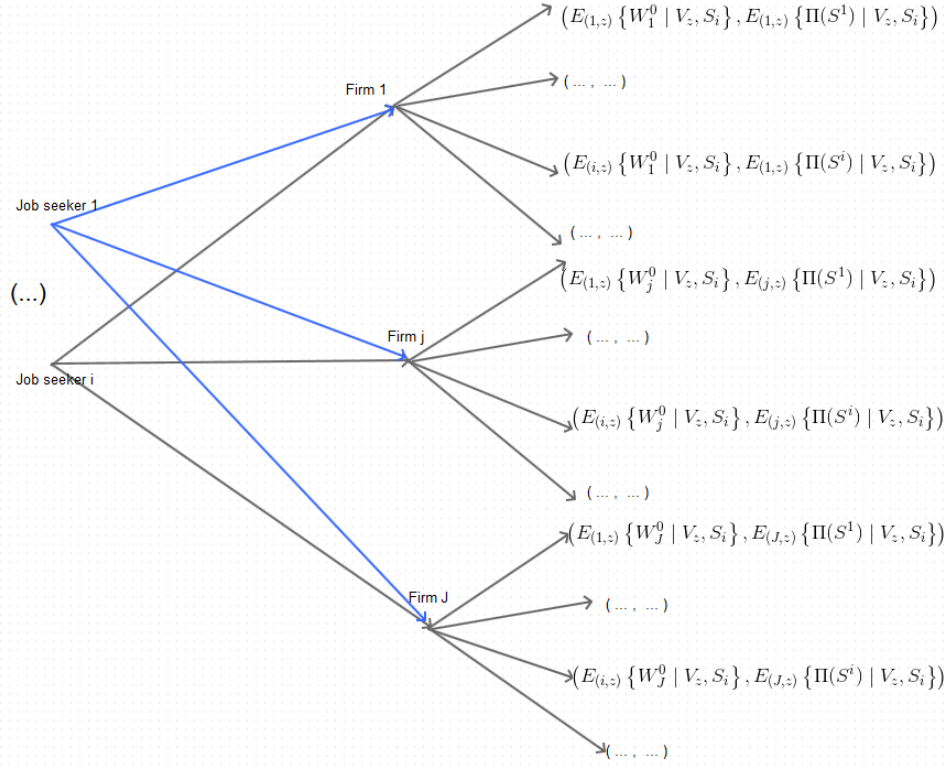 (E_{(1,z)} {W_1^0 | V_z, S_i}, E_{(1,z)} {Π(S^1) | V_z, S_i})
( ... , ... )
Firm 1
(E_{(i,z)} {W_1^0 | V_z, S_i}, E_{(1,z)} {Π(S^i) | V_z, S_i})
Job seeker 1
( ... , ... )
(E_{(1,z)} {W_j^0 | V_z, S_i}, E_{(j,z)} {Π(S^1) | V_z, S_i})
(...)
Firm j
( ... , ... )
Job seeker i
(E_{(i,z)} {W_j^0 | V_z, S_i}, E_{(j,z)} {Π(S^i) | V_z, S_i})
( ... , ... )
(E_{(1,z)} {W_J^0 | V_z, S_i}, E_{(J,z)} {Π(S^1) | V_z, S_i})
Firm J
( ... , ... )
(E_{(i,z)} {W_J^0 | V_z, S_i}, E_{(J,z)} {Π(S^i) | V_z, S_i})
( ... , ... )